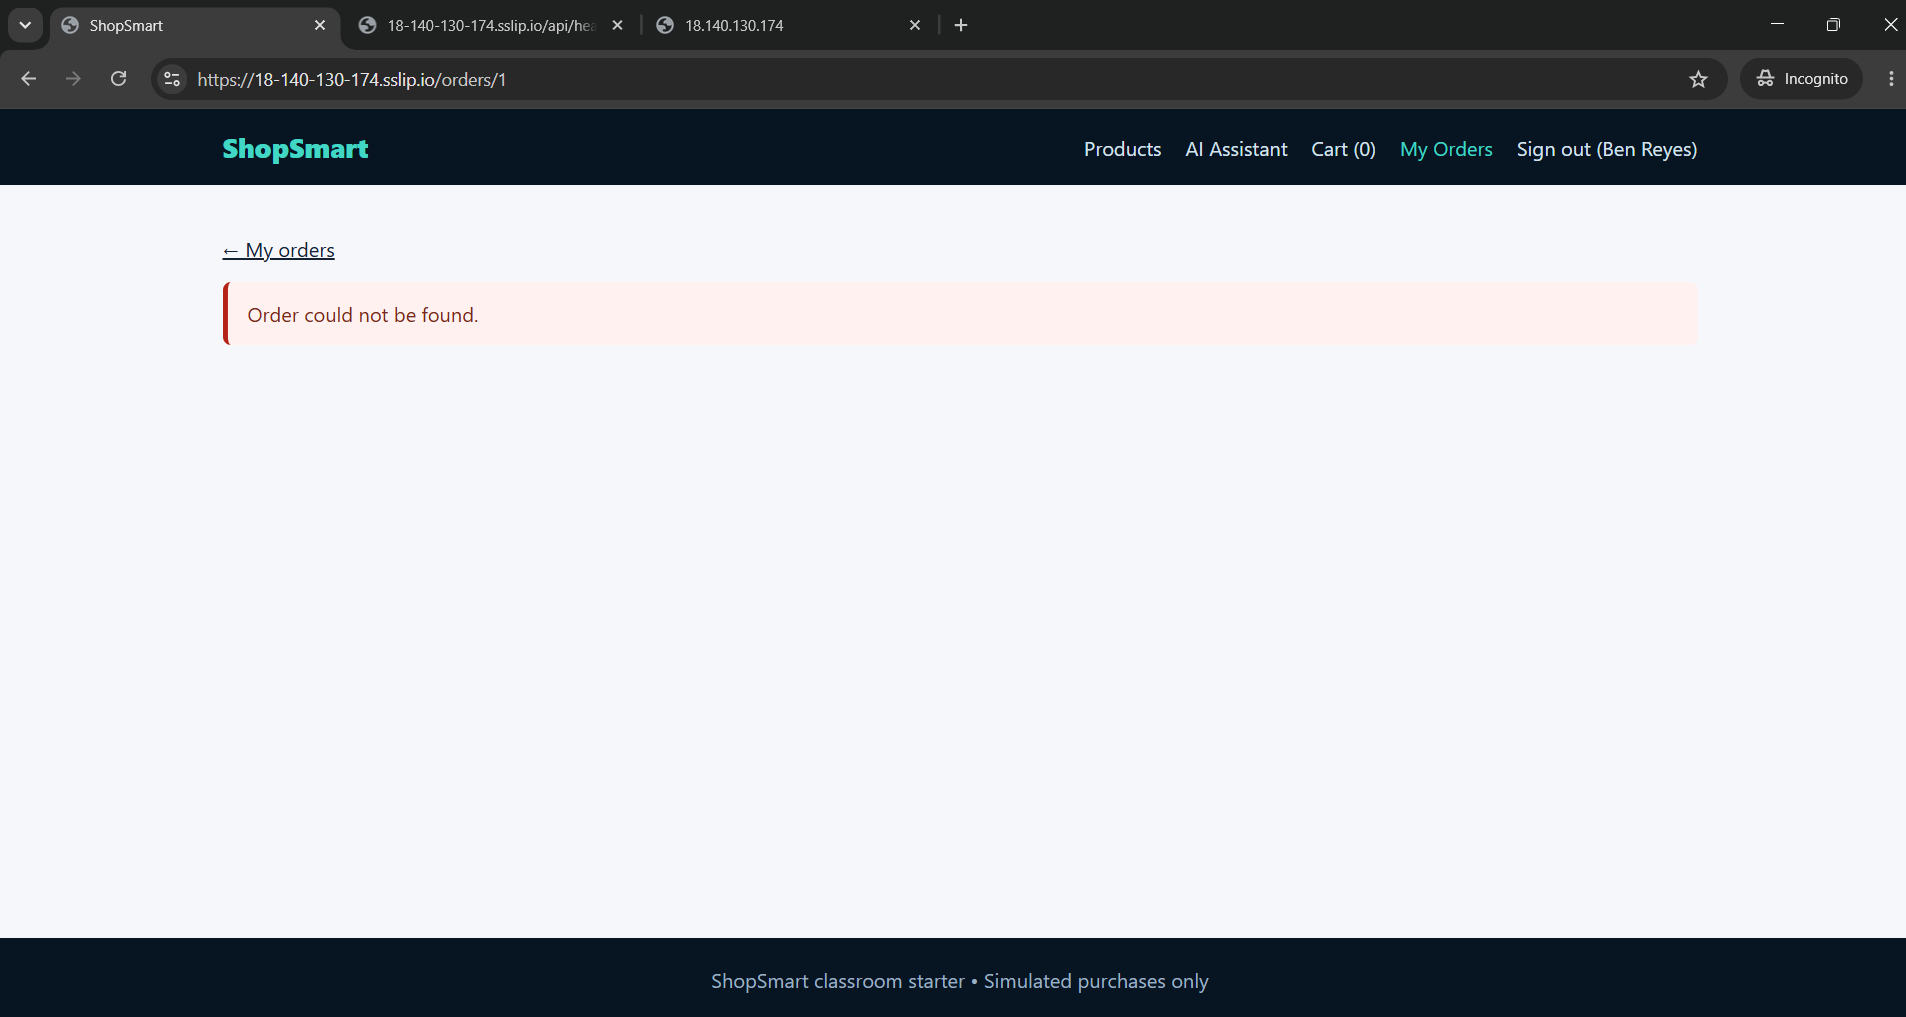 ShopSmart
18-140-130-174.sslip.io/api/hea
18.140.130.174
https://18-140-130-174.sslip.io/orders/1
Incognito
ShopSmart
Products AI Assistant Cart (0) My Orders Sign out (Ben Reyes)
← My orders
Order could not be found.
ShopSmart classroom starter • Simulated purchases only